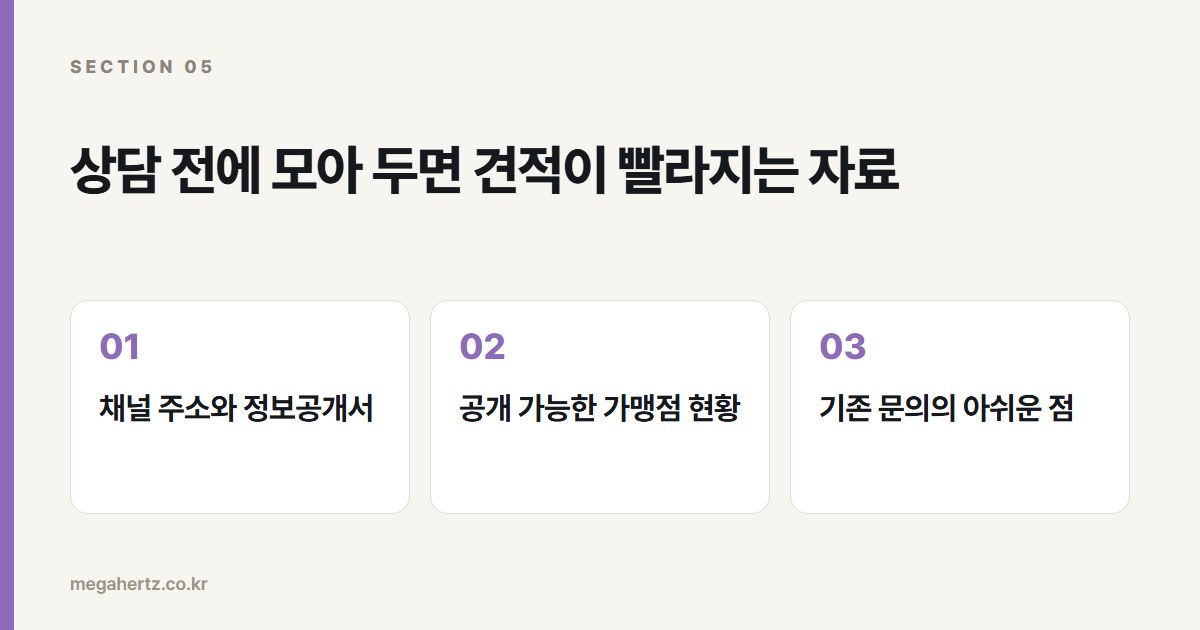 SECTION 05
상담 전에 모아 두면 견적이 빨라지는 자료
01
채널 주소와 정보공개서
02
공개 가능한 가맹점 현황
03
기존 문의의 아쉬운 점
megahertz.co.kr